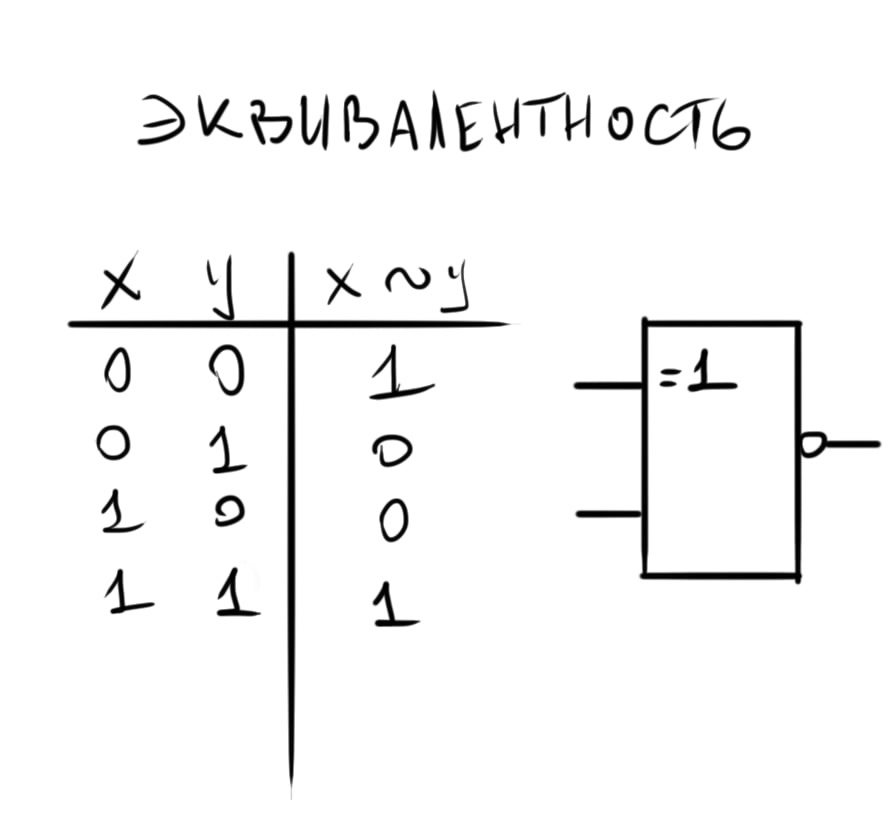 ЭКВИВАЛЕНТНОСТЬ
x y x ~ y
0 0 1
=1
0 1 0
1 0 0
1 1 1